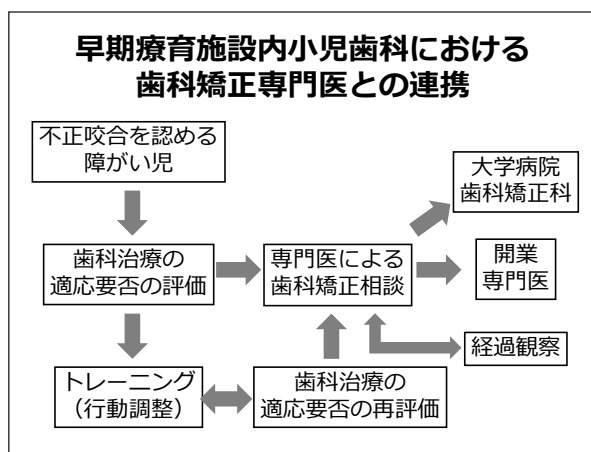 早期療育施設内小児歯科における
歯科矯正専門医との連携
不正咬合を認める
障がい児
大学病院
歯科矯正科
歯科治療の
適応要否の評価
専門医による
歯科矯正相談
開業
専門医
経過観察
トレーニング
（行動調整）
歯科治療の
適応要否の再評価